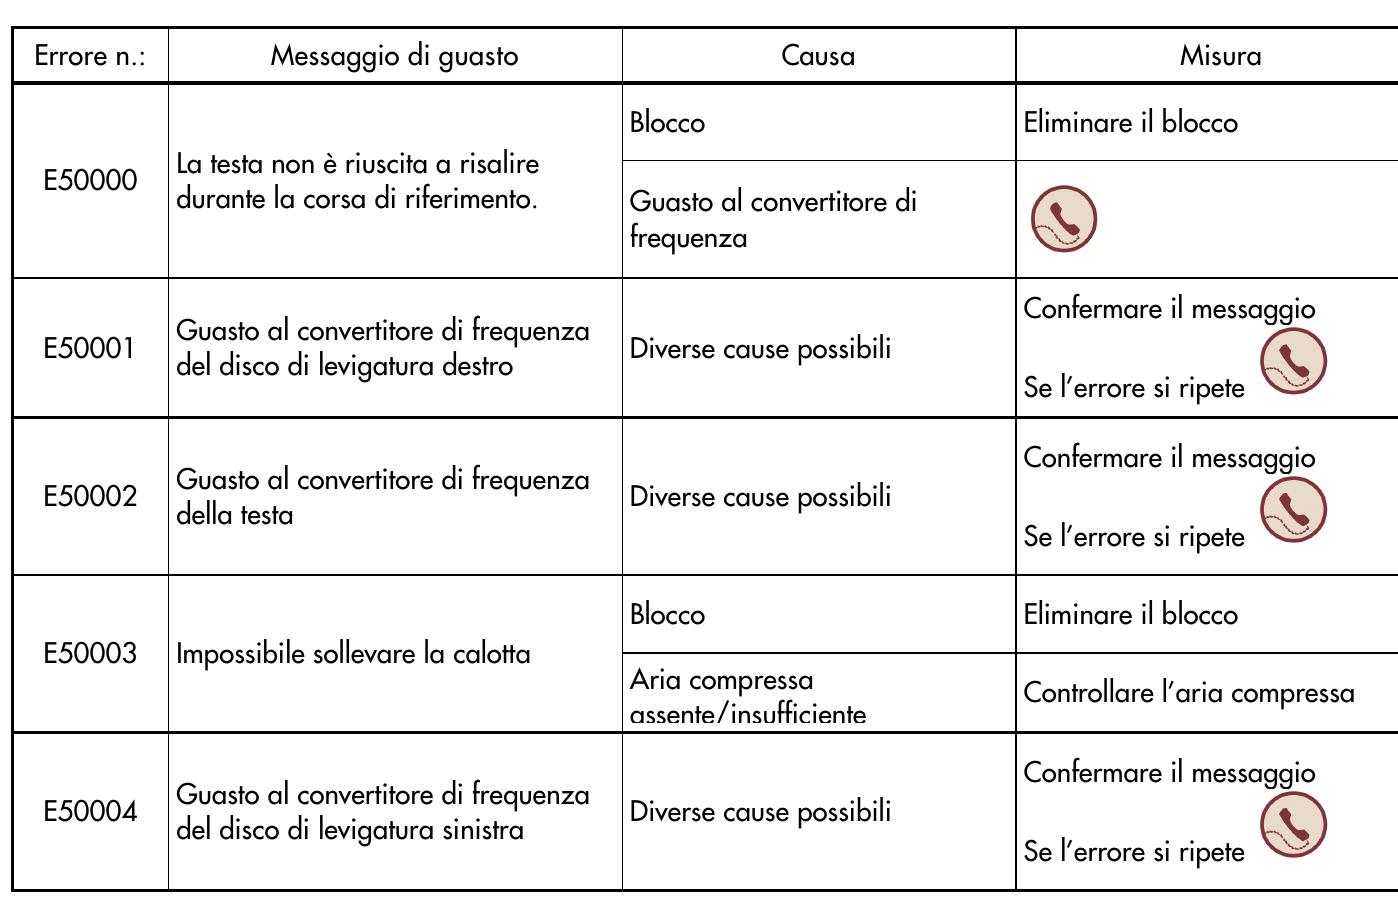 Errore n.: Messaggio di guasto Causa Misura
E50000
La testa non è riuscita a risalire
durante la corsa di riferimento.
Blocco
Eliminare il blocco
Guasto al convertitore di
frequenza
E50001
Guasto al convertitore di frequenza
del disco di levigatura destro
Diverse cause possibili
Confermare il messaggio
Se l'errore si ripete
E50002
Guasto al convertitore di frequenza
della testa
Diverse cause possibili
Confermare il messaggio
Se l'errore si ripete
E50003
Impossibile sollevare la calotta
Blocco
Eliminare il blocco
Aria compressa
assente/insufficiente
Controllare l'aria compressa
E50004
Guasto al convertitore di frequenza
del disco di levigatura sinistra
Diverse cause possibili
Confermare il messaggio
Se l'errore si ripete